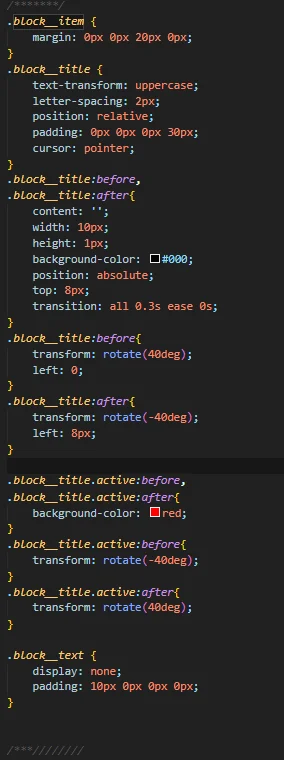 /*******/
.block__item {
    margin: 0px 0px 20px 0px;
}
.block__title {
    text-transform: uppercase;
    letter-spacing: 2px;
    position: relative;
    padding: 0px 0px 0px 30px;
    cursor: pointer;
}
.block__title:before,
.block__title:after{
    content: '';
    width: 10px;
    height: 1px;
    background-color: #000;
    position: absolute;
    top: 8px;
    transition: all 0.3s ease 0s;
}
.block__title:before{
    transform: rotate(40deg);
    left: 0;
}
.block__title:after{
    transform: rotate(-40deg);
    left: 8px;
}

.block__title.active:before,
.block__title.active:after{
    background-color: red;
}
.block__title.active:before{
    transform: rotate(-40deg);
}
.block__title.active:after{
    transform: rotate(40deg);
}

.block__text {
    display: none;
    padding: 10px 0px 0px 0px;
}

/***////////